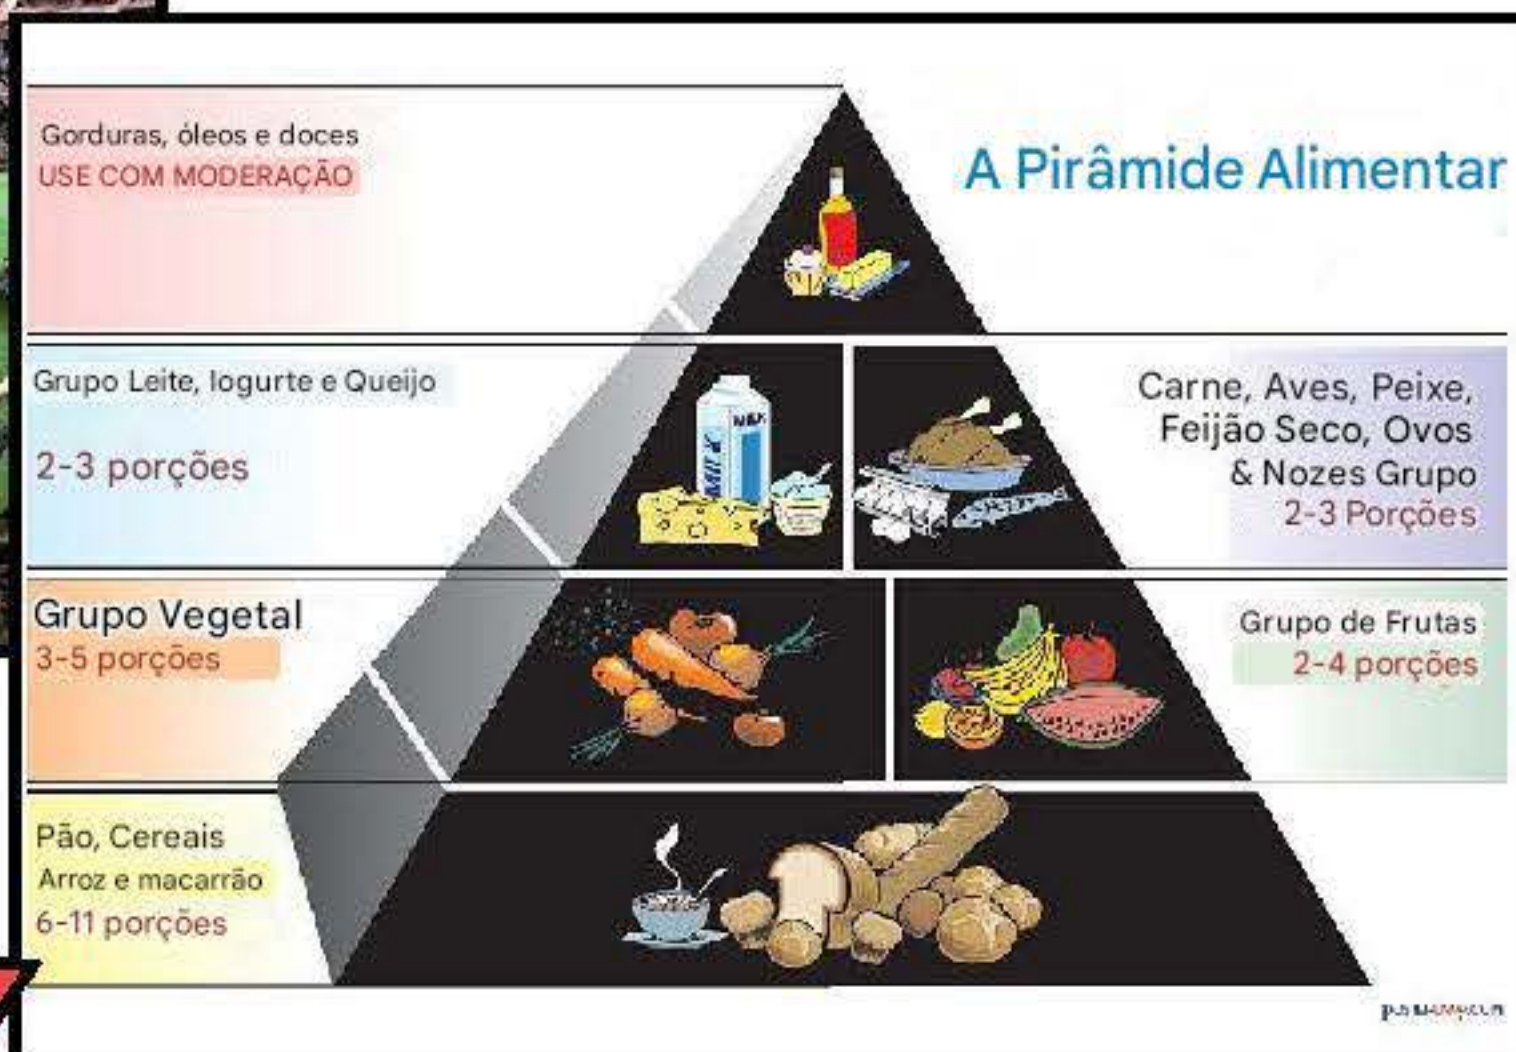 A Pirâmide Alimentar
Gorduras, óleos e doces
USE COM MODERAÇÃO
Grupo Leite, Iogurte e Queijo
2-3 porções
Carne, Aves, Peixe,
Feijão Seco, Ovos
& Nozes Grupo
2-3 Porções
MILK
MILK
Grupo Vegetal
3-5 porções
Grupo de Frutas
2-4 porções
Pão, Cereais
Arroz e macarrão
6-11 porções